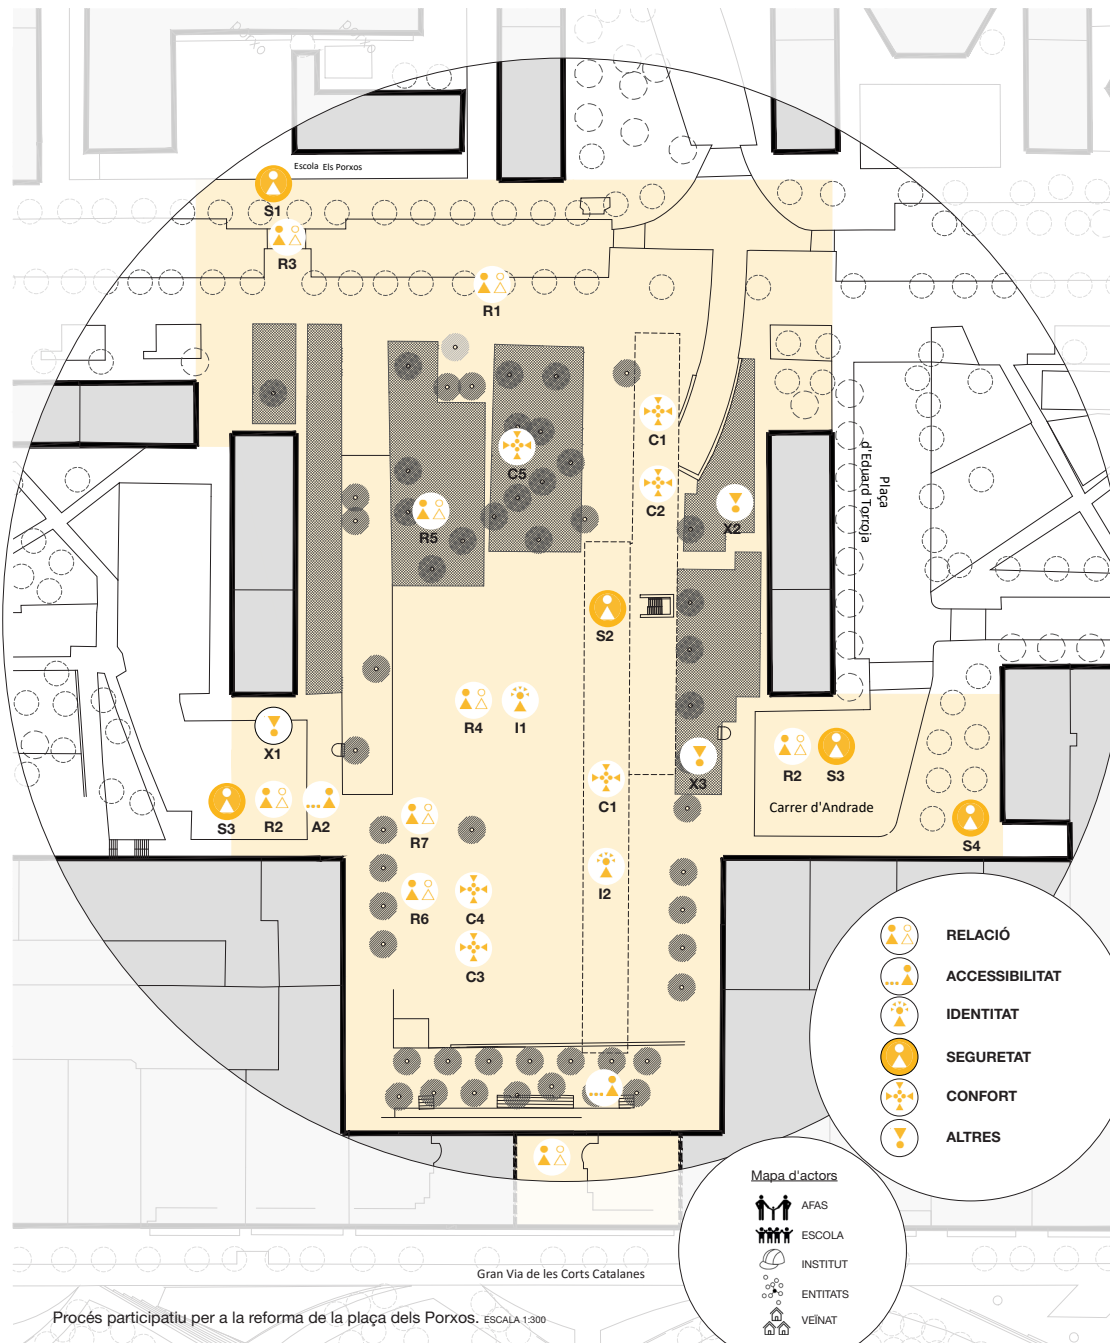 porxo
porxo
Escola Els Porxos
S1
R3
R1
C1
C5
C2
R5
X2
Plaça
d'Eduard Torroja
S2
R4
I1
X1
R2
S3
X3
C1
S3
R2
A2
R7
Carrer d'Andrade
S4
I2
R6
C4
C3
RELACIÓ
ACCESSIBILITAT
IDENTITAT
SEGURETAT
CONFORT
ALTRES
Mapa d'actors
AFAS
ESCOLA
INSTITUT
ENTITATS
VEÏNAT
Gran Via de les Corts Catalanes
Procés participatiu per a la reforma de la plaça dels Porxos. ESCALA 1:300